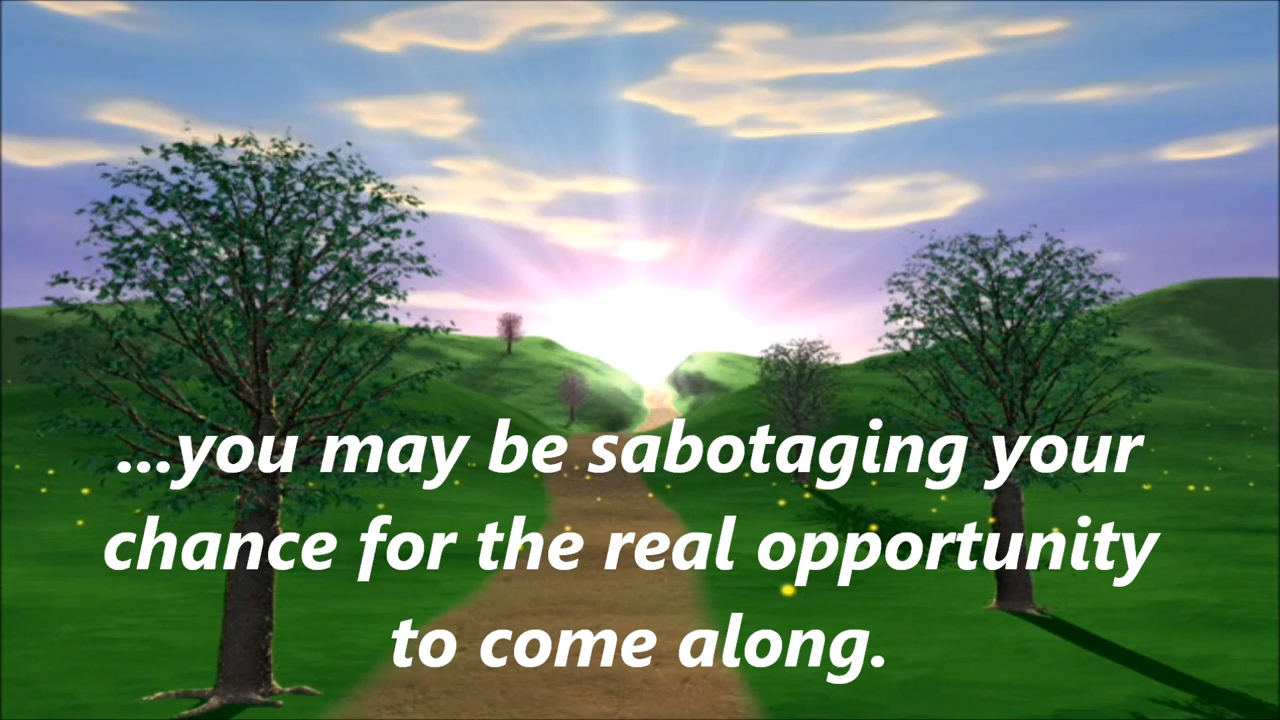 ...you may be sabotaging your
chance for the real opportunity
to come along.